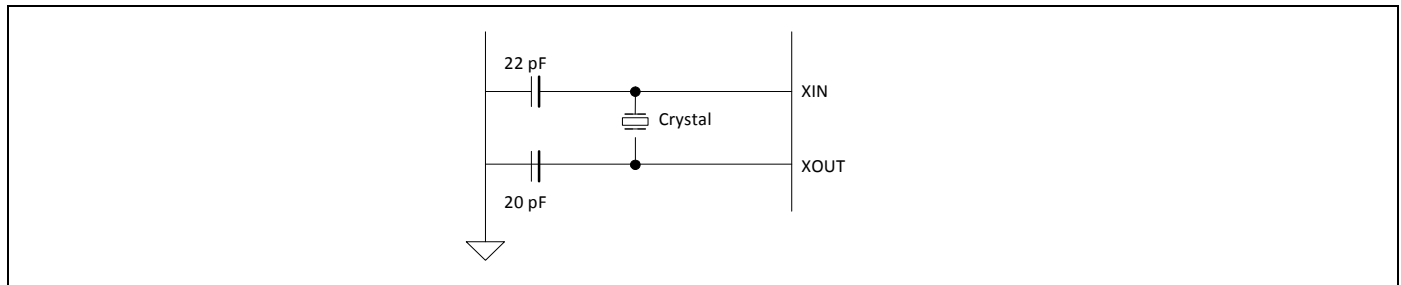 22 pF
XIN
Crystal
XOUT
20 pF